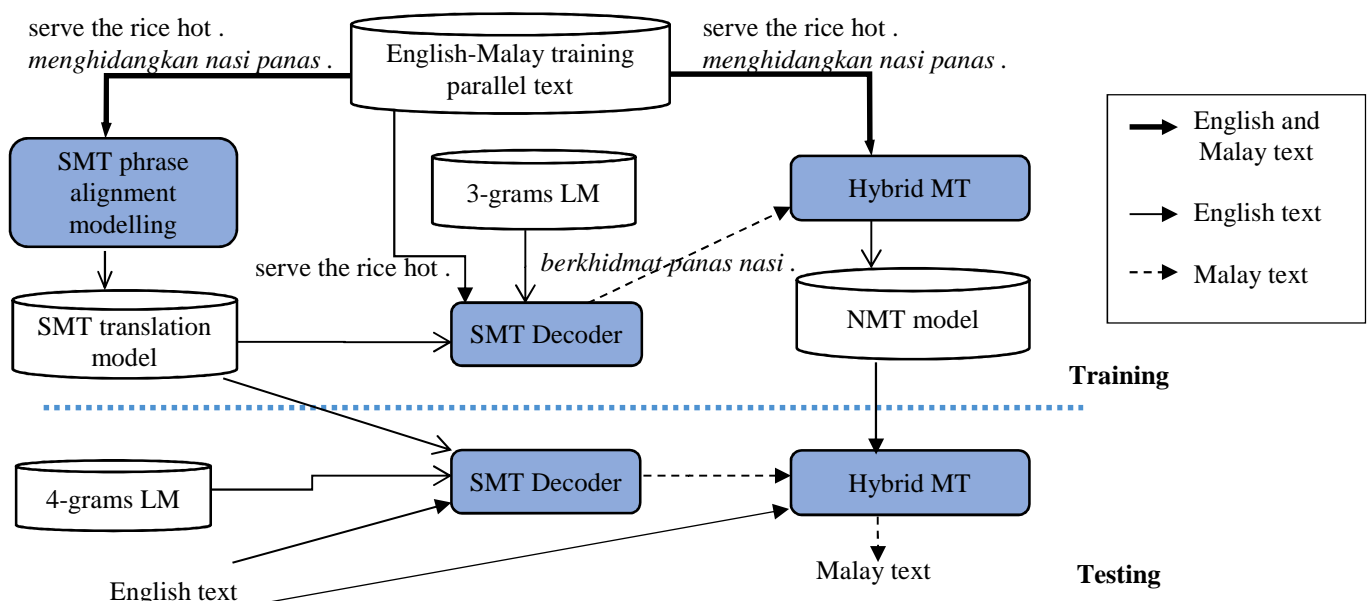 serve the rice hot .
menghidangkan nasi panas .
English-Malay training
parallel text
serve the rice hot .
menghidangkan nasi panas .
English and
Malay text
English text
Malay text
SMT phrase
alignment
modelling
3-grams LM
Hybrid MT
serve the rice hot .
berkhidmat panas nasi .
SMT translation
model
SMT Decoder
NMT model
Training
4-grams LM
SMT Decoder
Hybrid MT
English text
Malay text
Testing